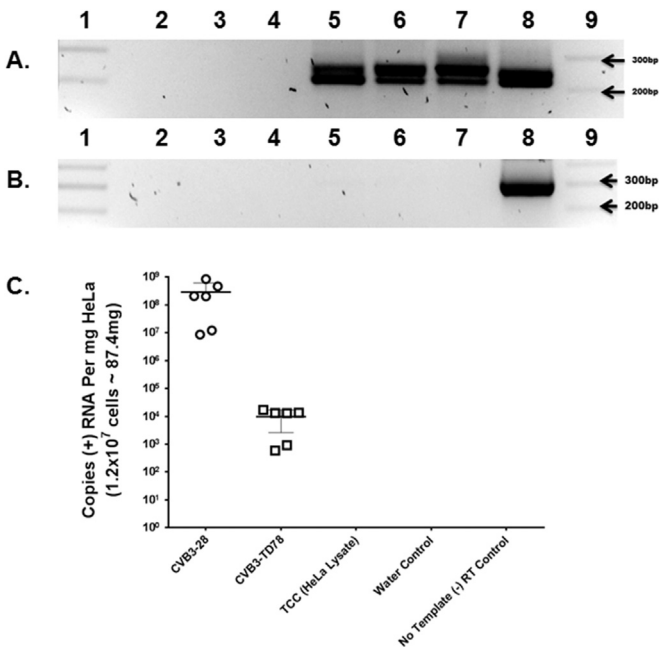 1 2 3 4 5 6 7 8 9
A.
300bp
200bp
1 2 3 4 5 6 7 8 9
B.
300bp
200bp
C.
Copies (+) RNA Per mg HeLa
(1.2x10⁷ cells ~ 87.4mg)
10⁹
10⁸
10⁷
10⁶
10⁵
10⁴
10³
10²
10¹
10⁰
CVB3-28
CVB3-TD78
TCC (HeLa Lysate)
Water Control
No Template (-) RT Control